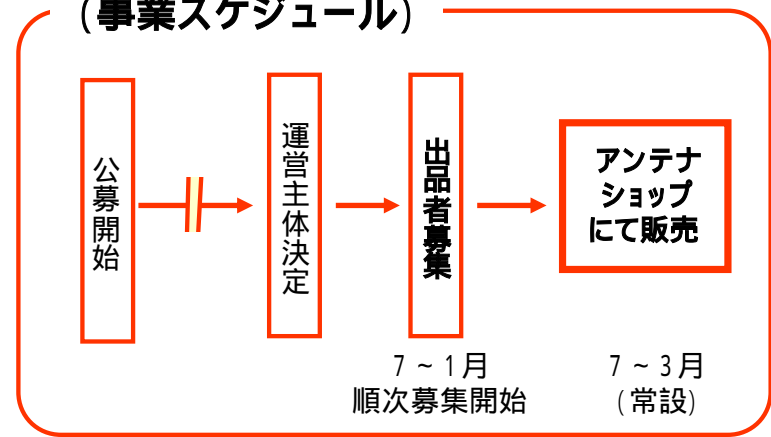 (事業スケジュール)
公募開始
運営主体決定
出品者募集
アンテナ
ショップ
にて販売
7~1月
順次募集開始
7~3月
(常設)